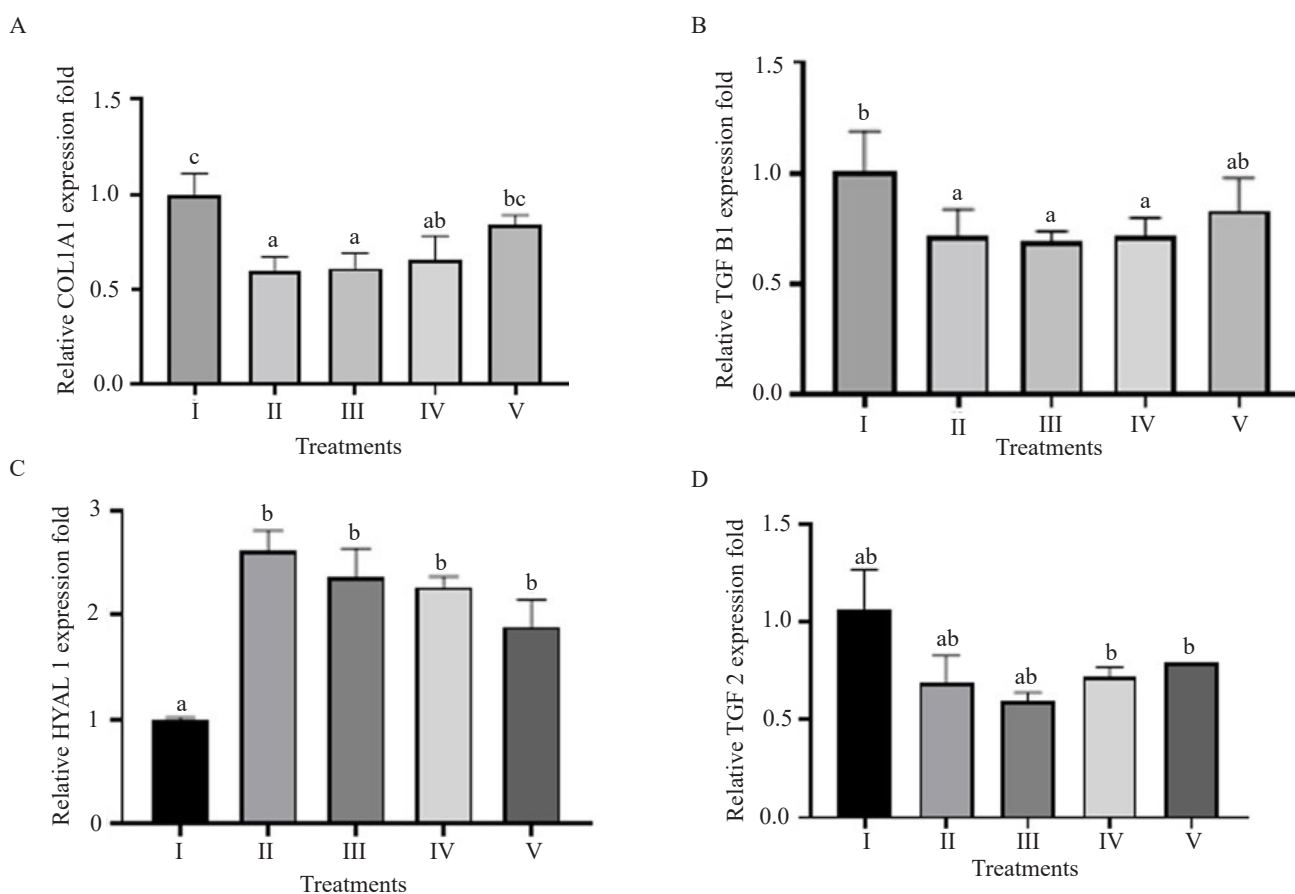 A
Relative COL1A1 expression fold
1.5
1.0
0.5
0.0
c
a
a
ab
bc
I II III IV V
Treatments
B
Relative TGF B1 expression fold
1.5
1.0
0.5
0.0
b
a
a
a
ab
I II III IV V
Treatments
C
Relative HYAL 1 expression fold
3
2
1
0
a
b
b
b
b
I II III IV V
Treatments
D
Relative TGF 2 expression fold
1.5
1.0
0.5
0.0
ab
ab
ab
b
b
I II III IV V
Treatments